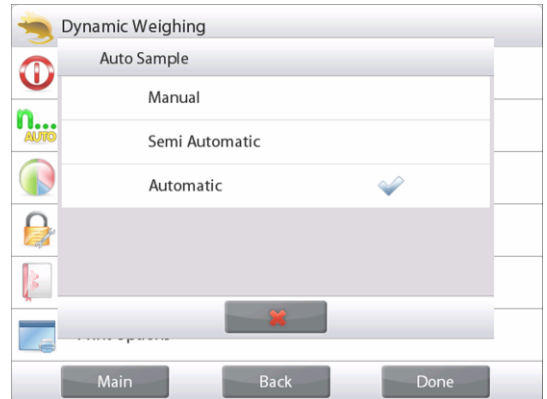 Dynamic Weighing
Auto Sample
Manual
n...
AUTO
Semi Automatic
Automatic
Main
Back
Done